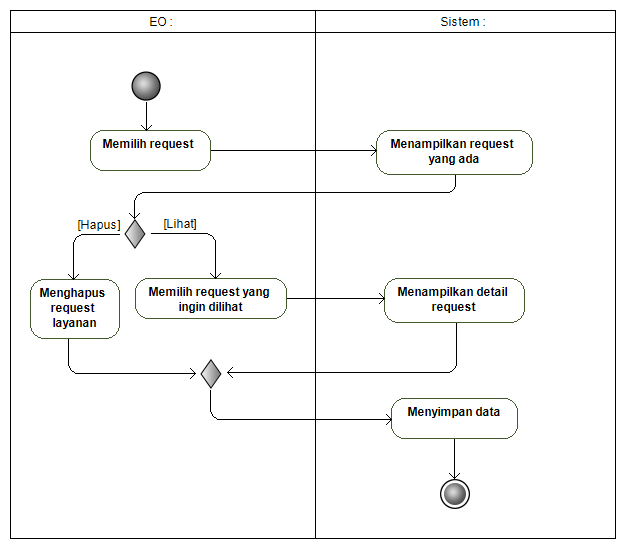 EO :
Sistem :
Memilih request
Menampilkan request
yang ada
[Hapus]
[Lihat]
Menghapus
request
layanan
Memilih request yang
ingin dilihat
Menampilkan detail
request
Menyimpan data